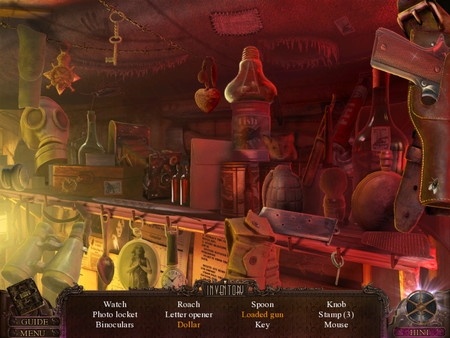 INVENTORY
Watch Roach Spoon Knob
Photo locket Letter opener Loaded gun Stamp (3)
Binoculars Dollar Key Mouse
GUIDE
MENU
HINT